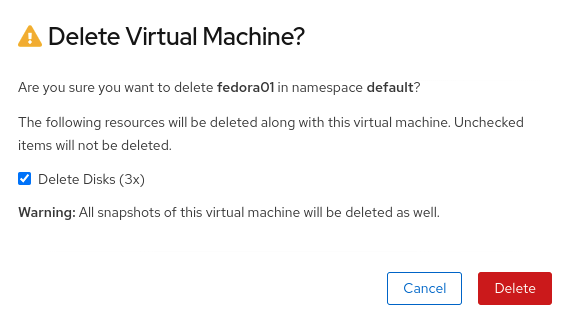 Delete Virtual Machine?
Are you sure you want to delete fedora01 in namespace default?
The following resources will be deleted along with this virtual machine. Unchecked
items will not be deleted.
Delete Disks (3x)
Warning: All snapshots of this virtual machine will be deleted as well.
Cancel
Delete